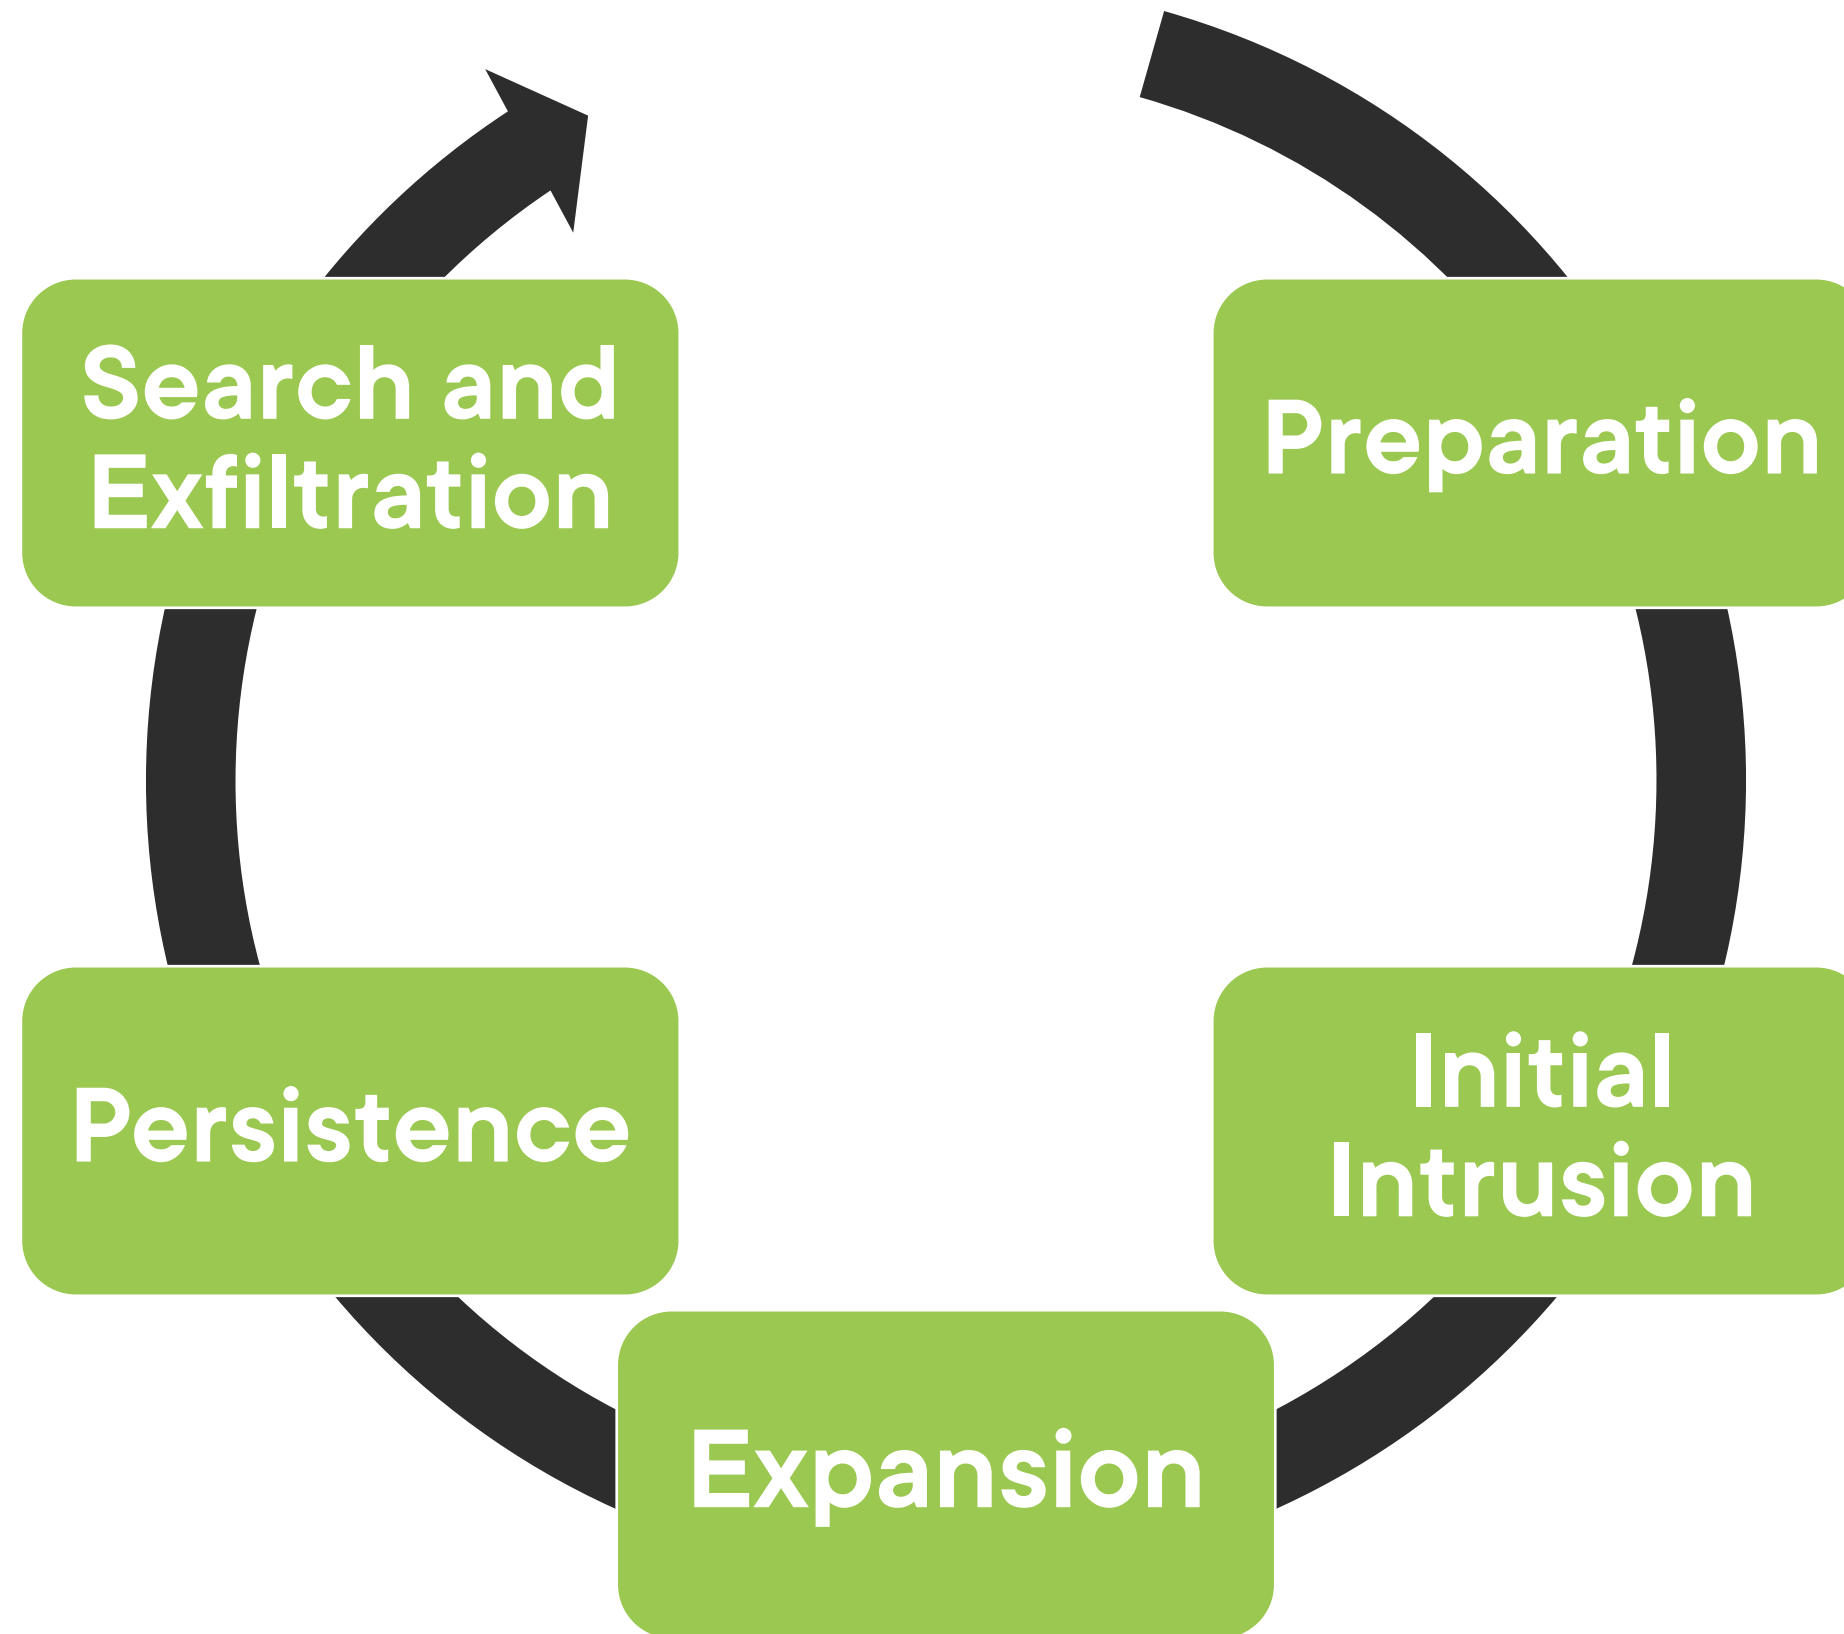 Preparation
Initial
Intrusion
Expansion
Persistence
Search and
Exfiltration